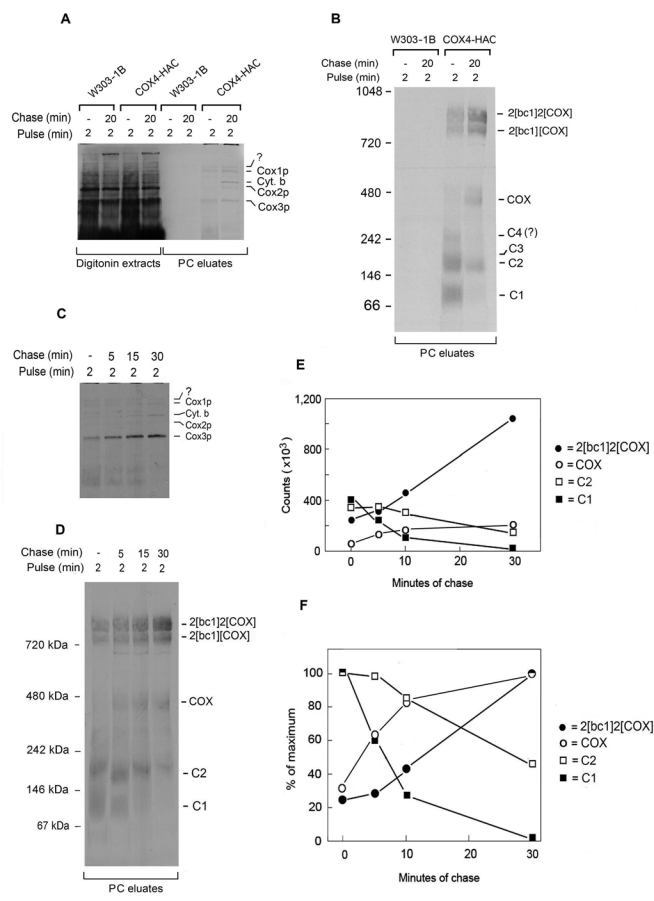 A
W303-1B COX4-HAC W303-1B COX4-HAC
Chase (min) - 20 - 20 - 20 - 20
Pulse (min) 2 2 2 2 2 2 2 2
?
Cox1p
Cyt. b
Cox2p
Cox3p
Digitonin extracts PC eluates
B
W303-1B COX4-HAC
Chase (min) - 20 - 20
Pulse (min) 2 2 2 2
1048
720
480
242
146
66
2[bc1]2[COX]
2[bc1][COX]
COX
C4 (?)
C3
C2
C1
PC eluates
C
Chase (min) - 5 15 30
Pulse (min) 2 2 2 2
?
Cox1p
Cyt. b
Cox2p
Cox3p
D
Chase (min) - 5 15 30
Pulse (min) 2 2 2 2
720 kDa
480 kDa
242 kDa
146 kDa
67 kDa
2[bc1]2[COX]
2[bc1][COX]
COX
C2
C1
PC eluates
E
Counts (x10³)
1,200
800
400
0
0 10 20 30
Minutes of chase
= 2[bc1]2[COX]
= COX
= C2
= C1
F
% of maximum
100
80
60
40
20
0
0 10 20 30
Minutes of chase
= 2[bc1]2[COX]
= COX
= C2
= C1